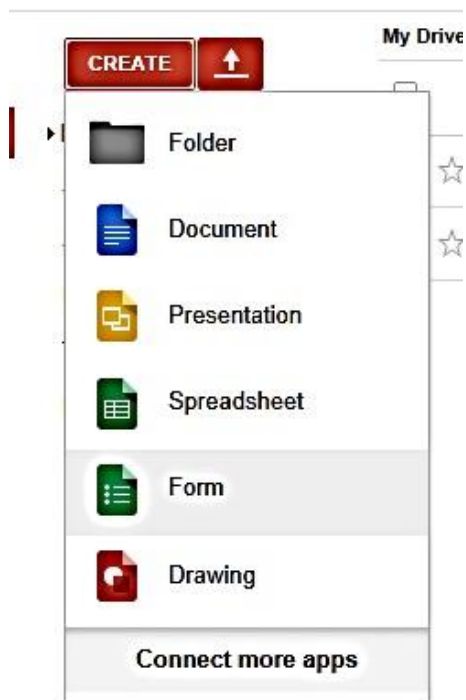 My Drive
CREATE
Folder
Document
Presentation
Spreadsheet
Form
Drawing
Connect more apps